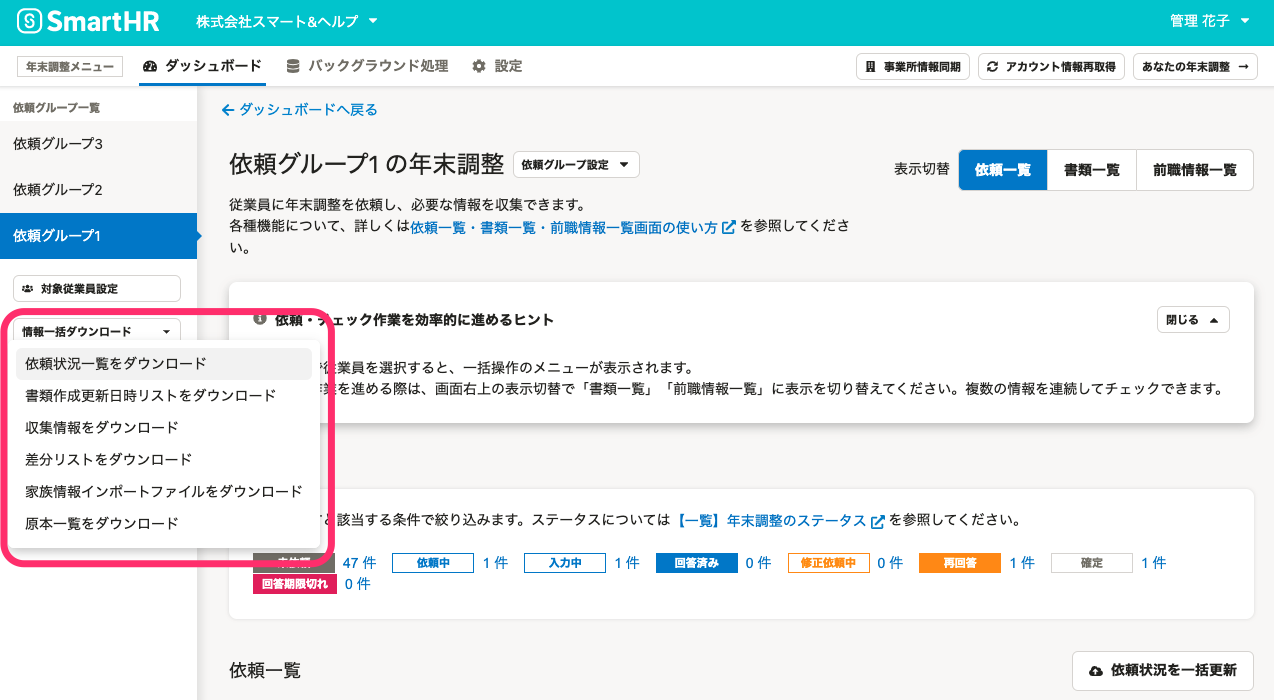 SmartHR
株式会社スマート&ヘルプ
管理 花子
年末調整メニュー
ダッシュボード
バックグラウンド処理
設定
事業所情報同期
アカウント情報再取得
あなたの年末調整 →
依頼グループ一覧
依頼グループ3
依頼グループ2
依頼グループ1
対象従業員設定
情報一括ダウンロード
依頼状況一覧をダウンロード
書類作成更新日時リストをダウンロード
収集情報をダウンロード
差分リストをダウンロード
家族情報インポートファイルをダウンロード
原本一覧をダウンロード
← ダッシュボードへ戻る
依頼グループ1 の年末調整
依頼グループ設定
表示切替
依頼一覧
書類一覧
前職情報一覧
従業員に年末調整を依頼し、必要な情報を収集できます。
各種機能について、詳しくは依頼一覧・書類一覧・前職情報一覧画面の使い方を参照してくださ
い。
依頼・チェック作業を効率的に進めるヒント
閉じる
従業員を選択すると、一括操作のメニューが表示されます。
業を進める際は、画面右上の表示切替で「書類一覧」「前職情報一覧」に表示を切り替えてください。複数の情報を連続してチェックできます。
と該当する条件で絞り込みます。ステータスについては【一覧】年末調整のステータスを参照してください。
47 件
依頼中 1 件
入力中 1 件
回答済み 0 件
修正依頼中 0 件
再回答 1 件
確定 1 件
回答期限切れ 0 件
依頼一覧
依頼状況を一括更新